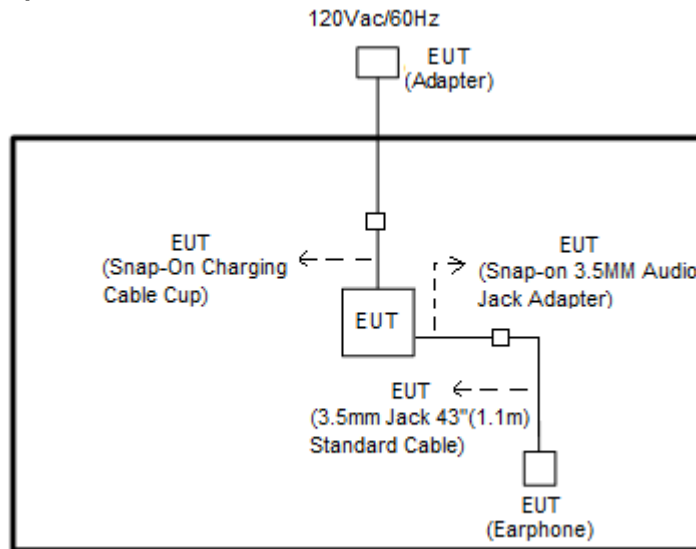 120Vac/60Hz
EUT
(Adapter)
EUT
(Snap-On Charging
Cable Cup)
EUT
(Snap-on 3.5MM Audio
Jack Adapter)
EUT
EUT
(3.5mm Jack 43"(1.1m)
Standard Cable)
EUT
(Earphone)